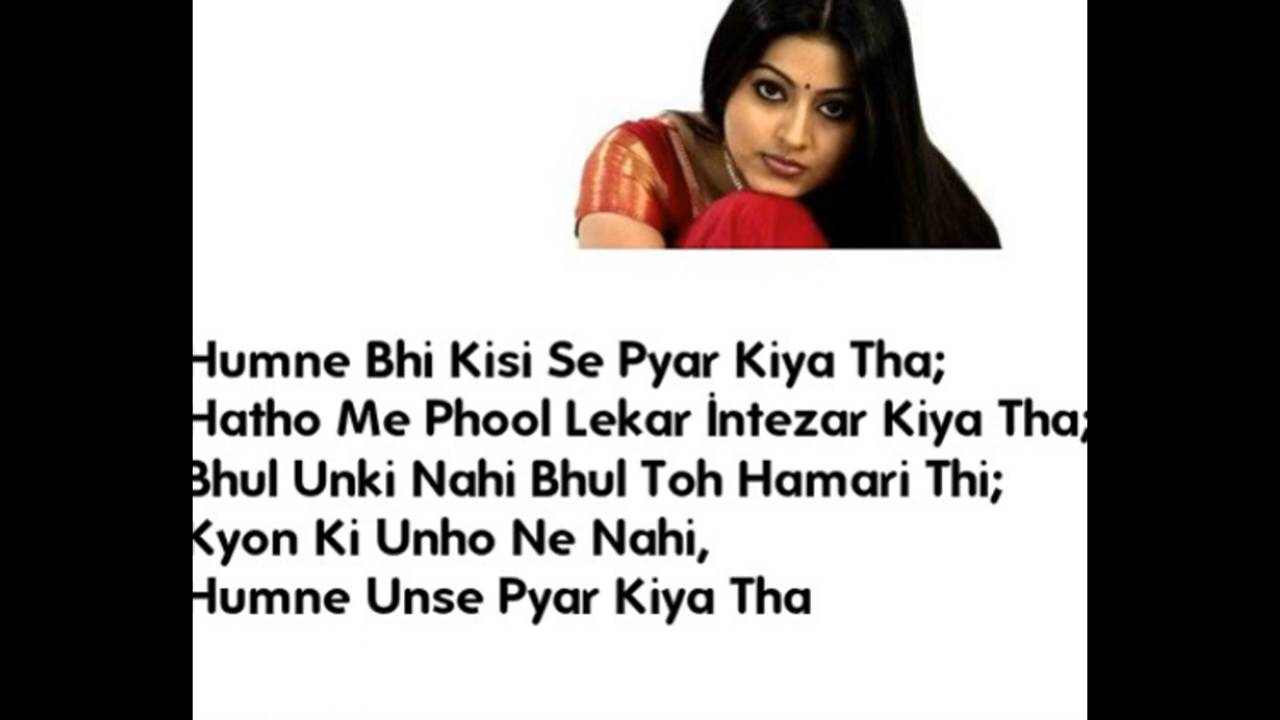 Humne Bhi Kisi Se Pyar Kiya Tha;
Hatho Me Phool Lekar İntezar Kiya Tha;
Bhul Unki Nahi Bhul Toh Hamari Thi;
Kyon Ki Unho Ne Nahi,
Humne Unse Pyar Kiya Tha